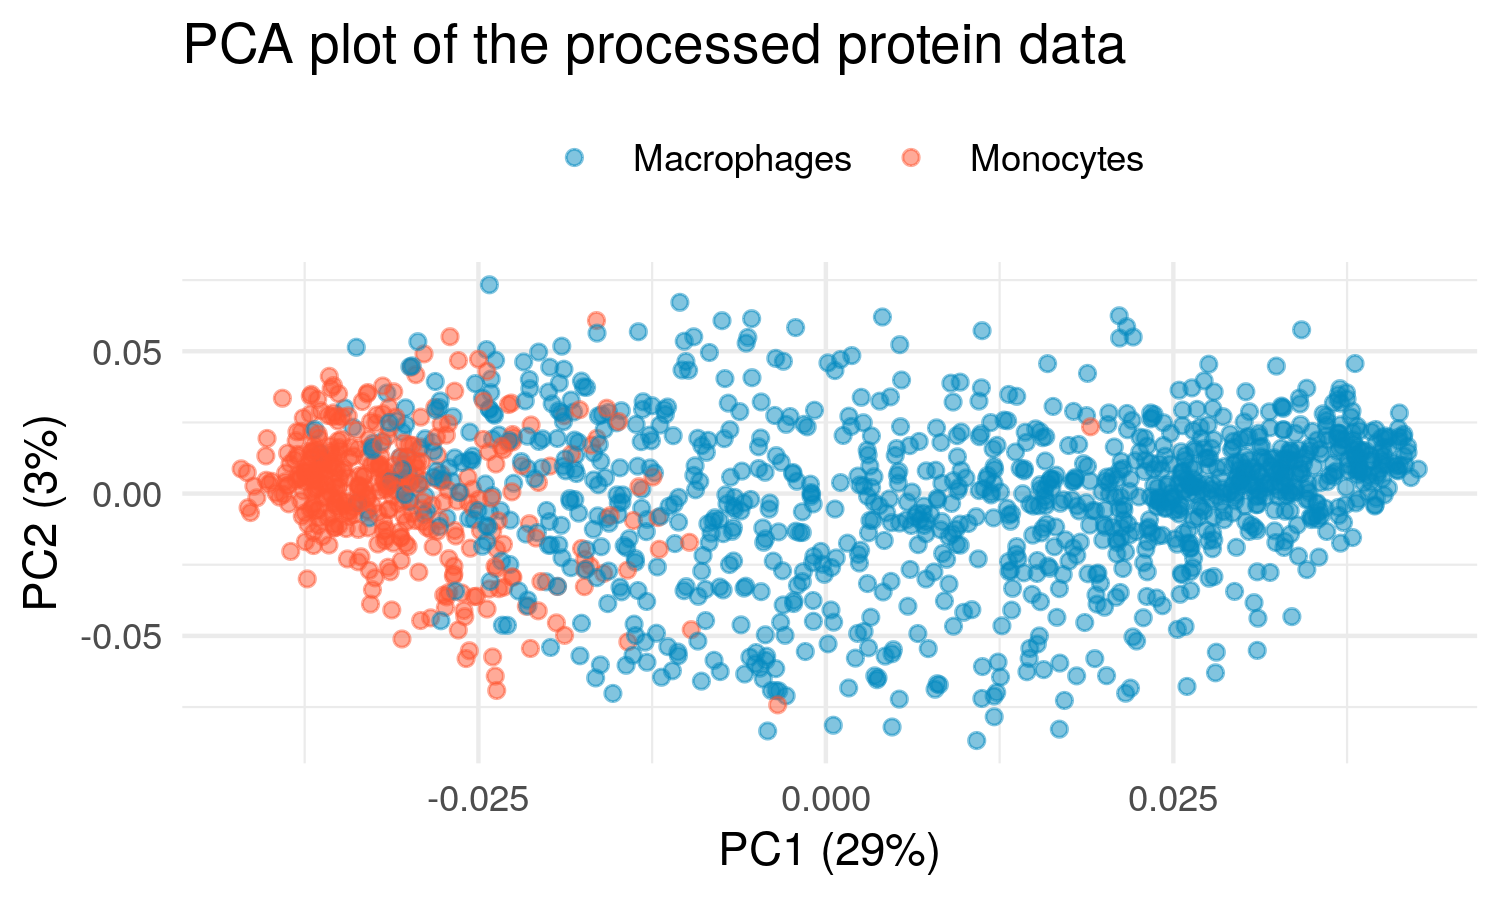 PCA plot of the processed protein data
Macrophages Monocytes
0.05
0.00
-0.05
PC2 (3%)
-0.025 0.000 0.025
PC1 (29%)